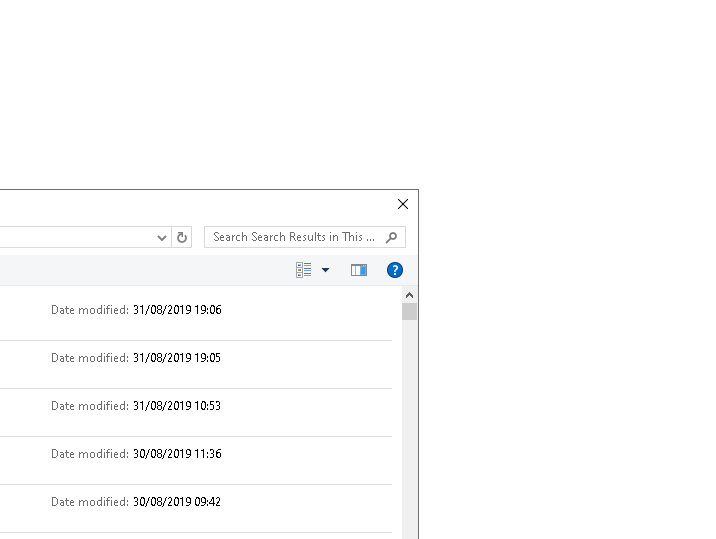 Search Search Results in This ...
Date modified: 31/08/2019 19:06
Date modified: 31/08/2019 19:05
Date modified: 31/08/2019 10:53
Date modified: 30/08/2019 11:36
Date modified: 30/08/2019 09:42